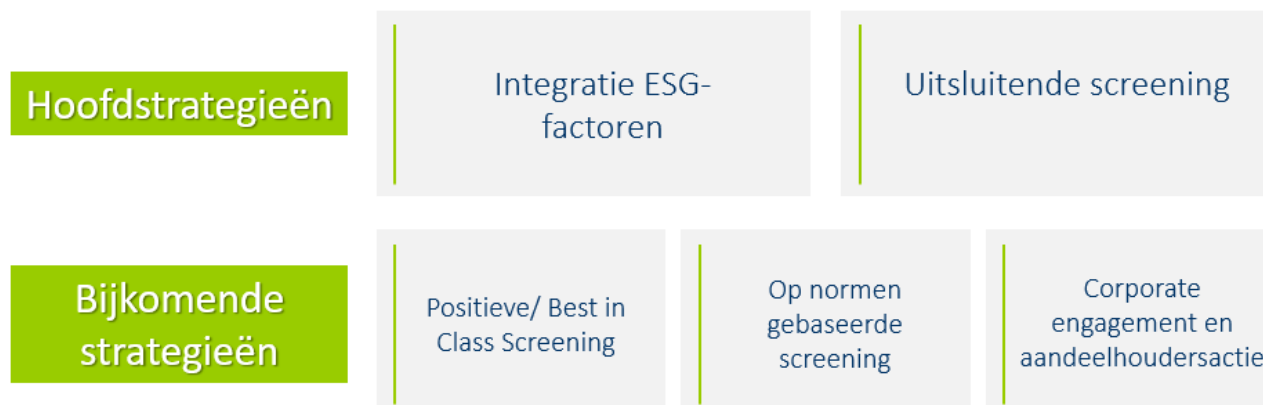 Hoofdstrategieën
Integratie ESG-
factoren
Uitsluitende screening
Bijkomende
strategieën
Positieve/ Best in
Class Screening
Op normen
gebaseerde
screening
Corporate
engagement en
aandeelhoudersactie